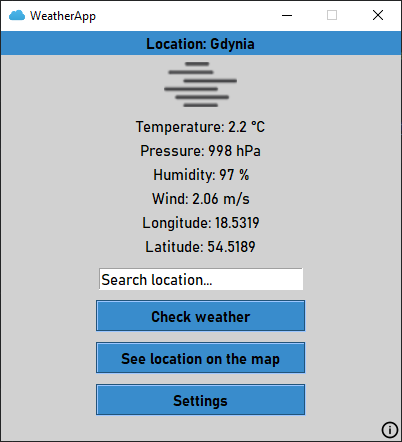 WeatherApp
Location: Gdynia
Temperature: 2.2 °C
Pressure: 998 hPa
Humidity: 97 %
Wind: 2.06 m/s
Longitude: 18.5319
Latitude: 54.5189
Search location...
Check weather
See location on the map
Settings